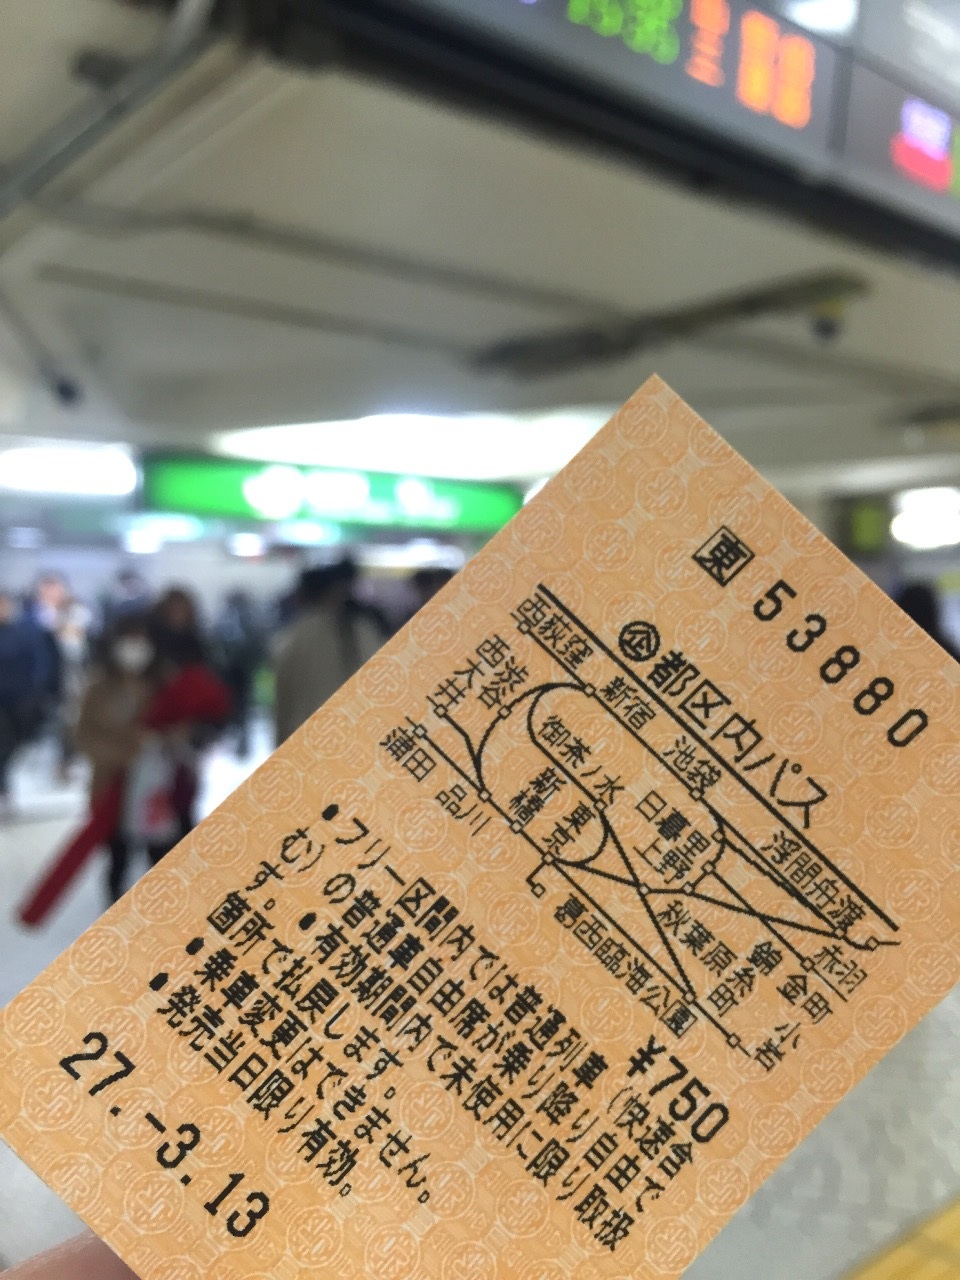 東 53880
企 都区内パス
西荻窪
新宿
池袋
浮間舟渡
赤羽
渋谷
西大井
御茶ノ水
日暮里
上野
蒲田
品川
新橋
東京
秋葉原
錦糸町
金町
小岩
葛西臨海公園
亀有
¥750
•フリー区間内では普通列車(快速含
む)の普通車自由席が乗り降り自由で
す。•有効期間内で未使用に限り取扱
箇所で払戻します。
•乗車変更はできません。
•発売当日限り有効。
27.-3.13